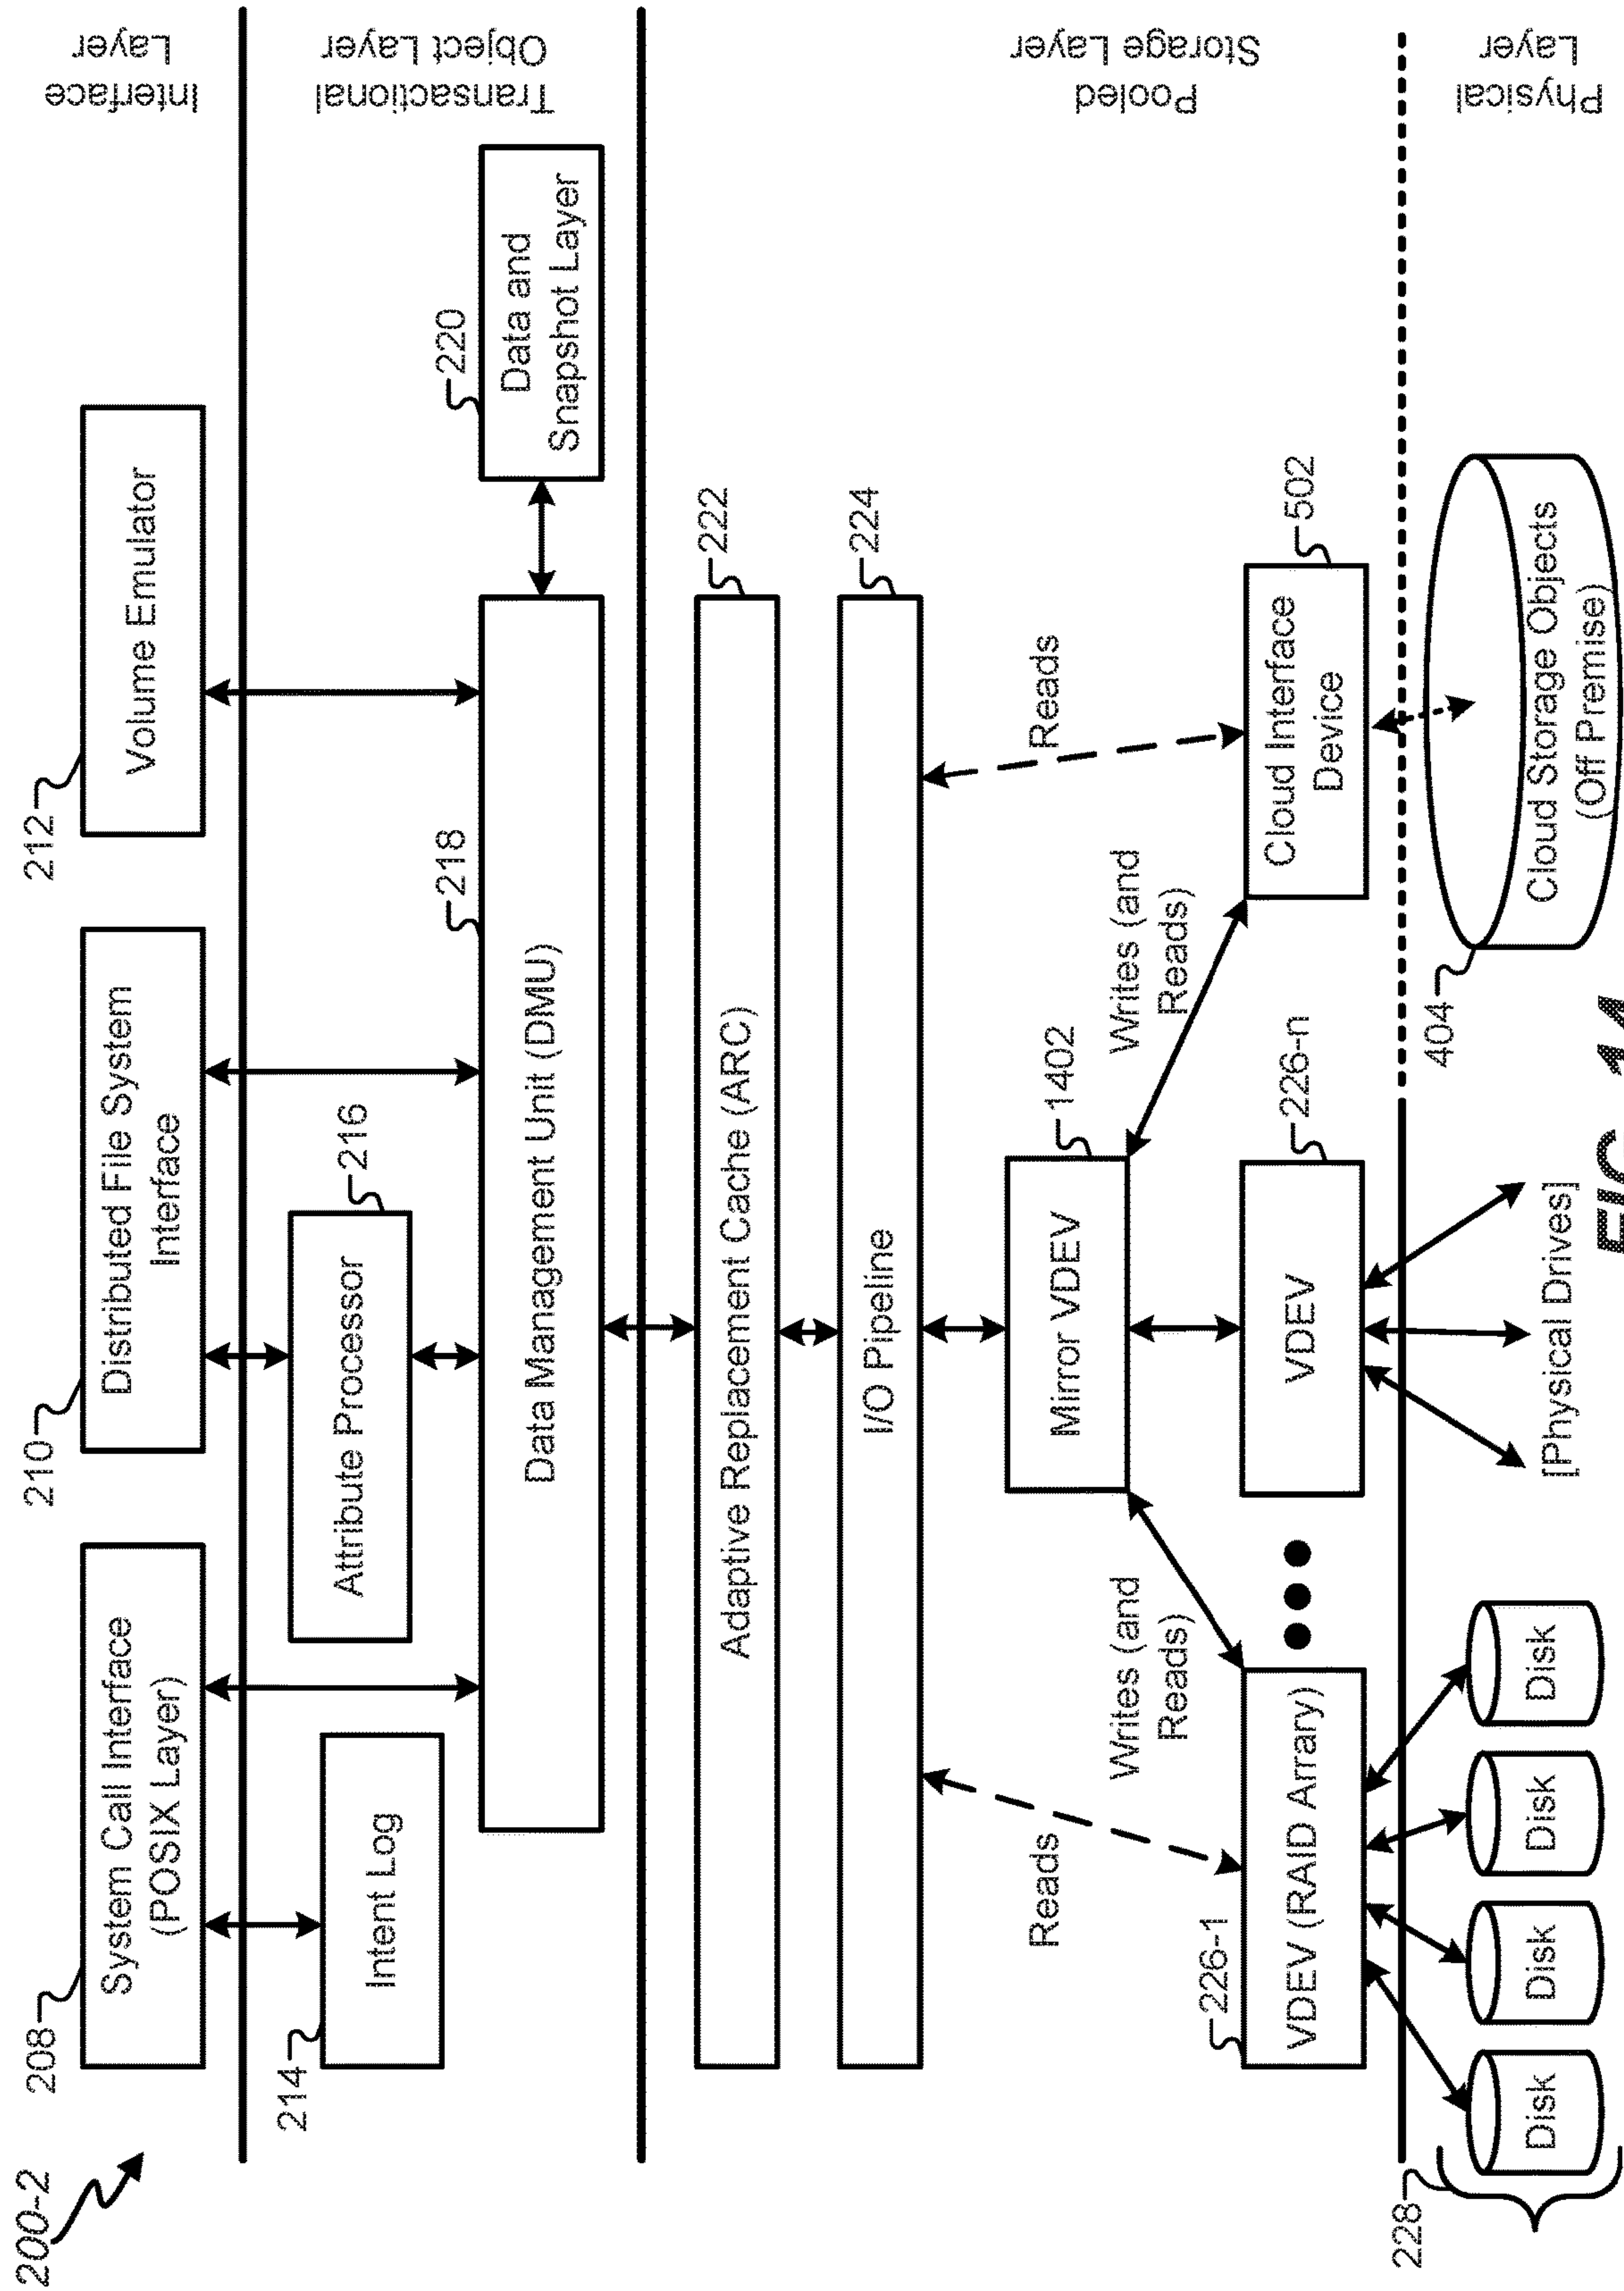 200-2
208
System Call Interface
(POSIX Layer)
210
Distributed File System
Interface
212
Volume Emulator
Interface
Layer
214
Intent Log
Attribute Processor
216
218
Data Management Unit (DMU)
220
Data and
Snapshot Layer
Transactional
Object Layer
Adaptive Replacement Cache (ARC)
222
I/O Pipeline
224
Reads
Writes (and
Reads)
Mirror VDEV
1402
Writes (and
Reads)
Reads
Pooled
Storage Layer
226-1
VDEV (RAID Arrary)
VDEV
226-n
Cloud Interface
Device
502
228
Disk
Disk
Disk
Disk
[Physical Drives]
404
Cloud Storage Objects
(Off Premise)
Physical
Layer
FIG. 14